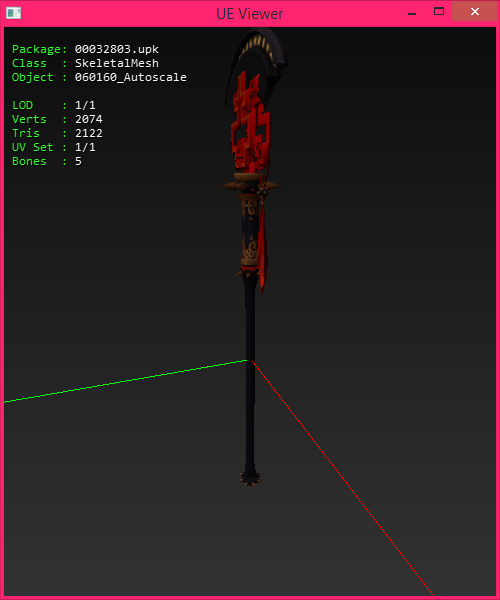 UE Viewer
Package: 00032803.upk
Class : SkeletalMesh
Object : 060160_Autoscale
LOD : 1/1
Verts : 2074
Tris : 2122
UV Set : 1/1
Bones : 5